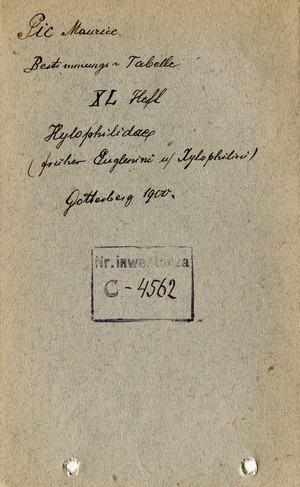 Pic Maurice.
Bestimmungs-Tabelle
XL Heft
Hylophilidae
(früher Euglenini u/ Xylophilini)
Gotterberg 1900.
Nr. inwentarza
C - 4562